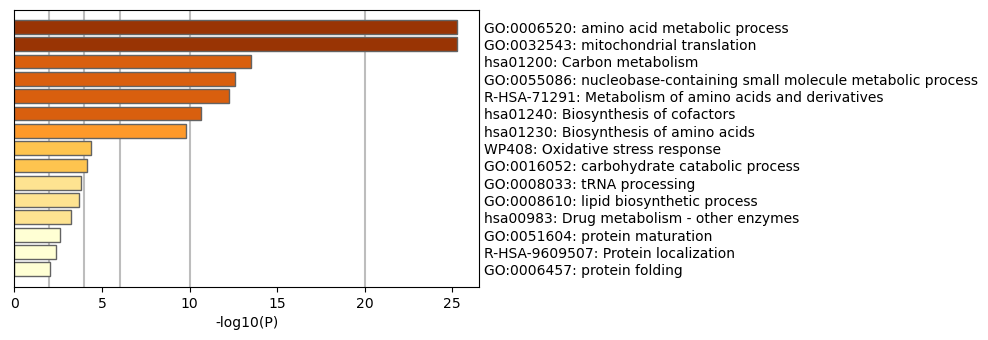 GO:0006520: amino acid metabolic process
GO:0032543: mitochondrial translation
hsa01200: Carbon metabolism
GO:0055086: nucleobase-containing small molecule metabolic process
R-HSA-71291: Metabolism of amino acids and derivatives
hsa01240: Biosynthesis of cofactors
hsa01230: Biosynthesis of amino acids
WP408: Oxidative stress response
GO:0016052: carbohydrate catabolic process
GO:0008033: tRNA processing
GO:0008610: lipid biosynthetic process
hsa00983: Drug metabolism - other enzymes
GO:0051604: protein maturation
R-HSA-9609507: Protein localization
GO:0006457: protein folding
0 5 10 15 20 25
-log10(P)